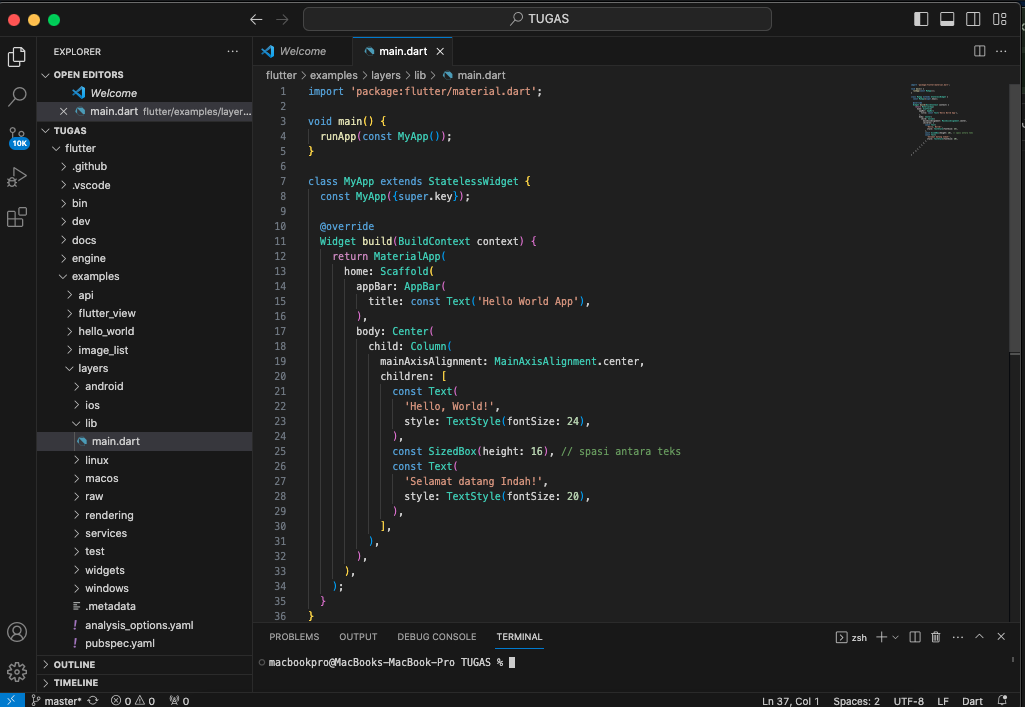 TUGAS
EXPLORER
Welcome
main.dart
OPEN EDITORS
Welcome
main.dart flutter/examples/layer...
TUGAS
flutter
.github
.vscode
bin
dev
docs
engine
examples
api
flutter_view
hello_world
image_list
layers
android
ios
lib
main.dart
linux
macos
raw
rendering
services
test
widgets
windows
.metadata
! analysis_options.yaml
! pubspec.yaml
OUTLINE
TIMELINE
10K
flutter > examples > layers > lib > main.dart
1 import 'package:flutter/material.dart';
2
3 void main() {
4 runApp(const MyApp());
5 }
6
7 class MyApp extends StatelessWidget {
8 const MyApp({super.key});
9
10 @override
11 Widget build(BuildContext context) {
12 return MaterialApp(
13 home: Scaffold(
14 appBar: AppBar(
15 title: const Text('Hello World App'),
16 ),
17 body: Center(
18 child: Column(
19 mainAxisAlignment: MainAxisAlignment.center,
20 children: [
21 const Text(
22 'Hello, World!',
23 style: TextStyle(fontSize: 24),
24 ),
25 const SizedBox(height: 16), // spasi antara teks
26 const Text(
27 'Selamat datang Indah!',
28 style: TextStyle(fontSize: 20),
29 ),
30 ],
31 ),
32 ),
33 ),
34 );
35 }
36 }
PROBLEMS OUTPUT DEBUG CONSOLE TERMINAL
zsh
macbookpro@MacBooks-MacBook-Pro TUGAS %
master* 0 0 0
Ln 37, Col 1 Spaces: 2 UTF-8 LF Dart